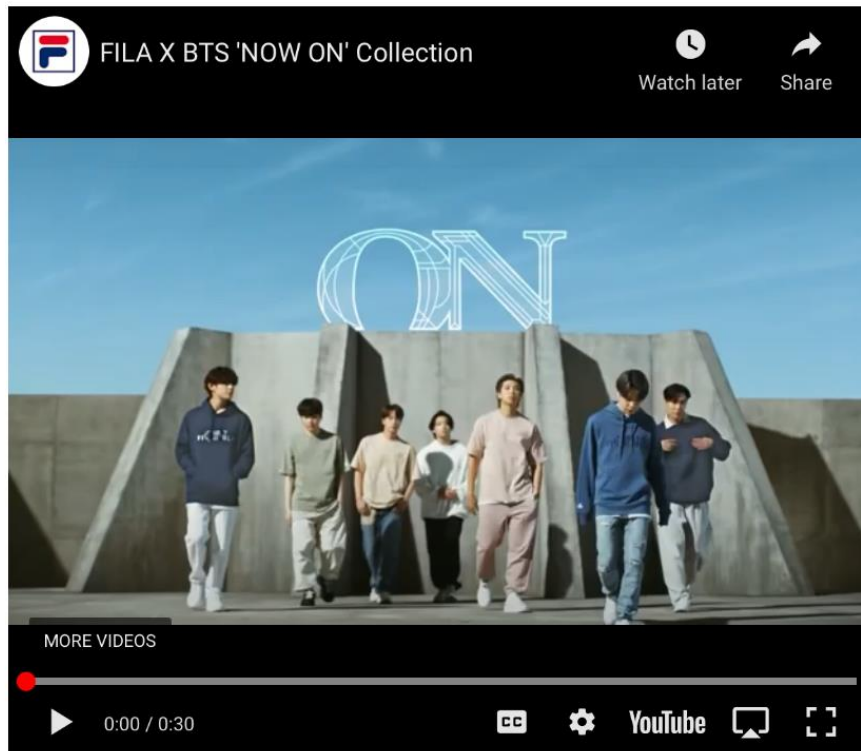 FILA X BTS 'NOW ON' Collection
Watch later
Share
ON
MORE VIDEOS
0:00 / 0:30
CC
YouTube